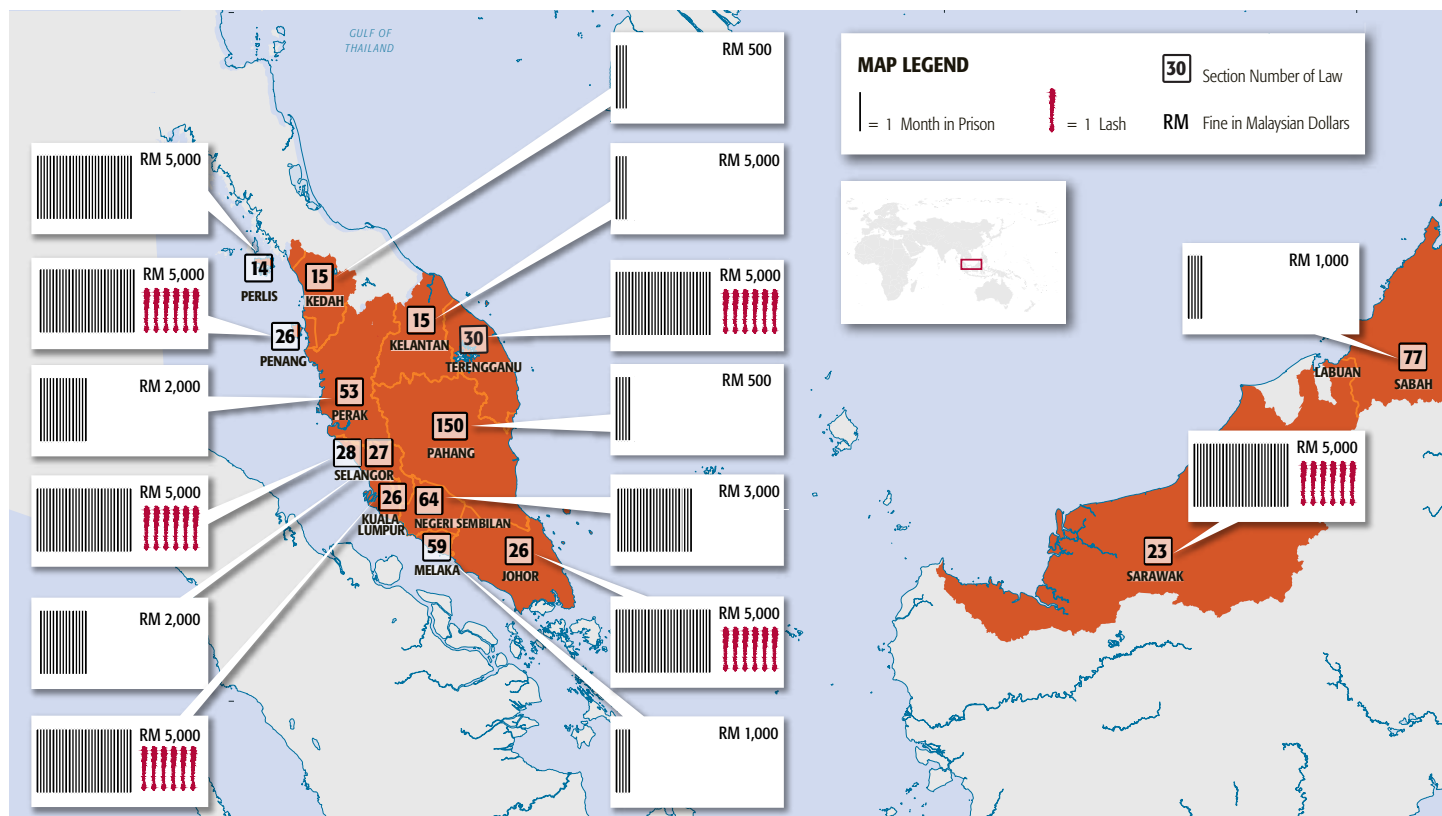 GULF OF
THAILAND
RM 500
MAP LEGEND
= 1 Month in Prison
= 1 Lash
30 Section Number of Law
RM Fine in Malaysian Dollars
RM 5,000
RM 5,000
RM 5,000
RM 5,000
RM 1,000
14
PERLIS
15
KEDAH
26
PENANG
15
KELANTAN
30
TERENGGANU
77
SABAH
LABUAN
RM 2,000
RM 500
53
PERAK
150
PAHANG
28
27
SELANGOR
RM 5,000
RM 3,000
RM 5,000
26
KUALA
LUMPUR
64
NEGERI SEMBILAN
59
MELAKA
26
JOHOR
23
SARAWAK
RM 2,000
RM 5,000
RM 5,000
RM 1,000